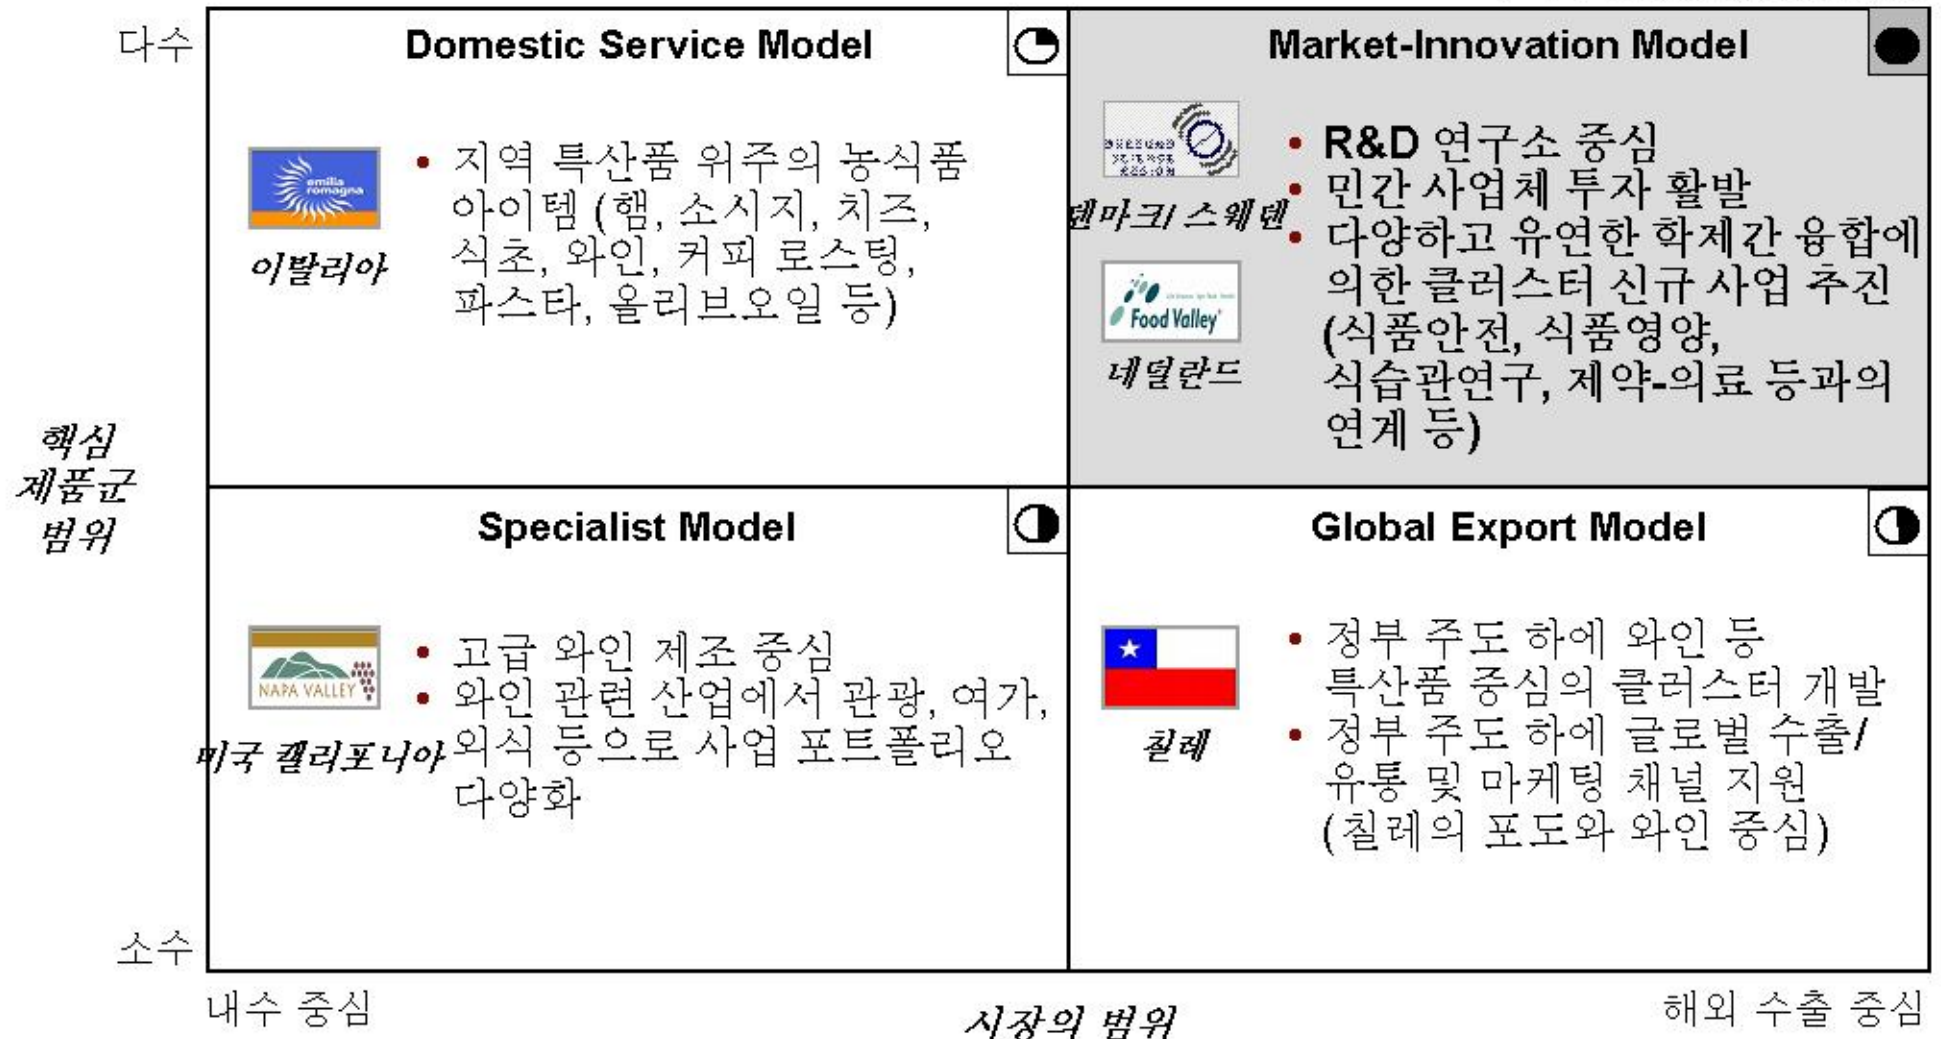 다수
Domestic Service Model
emilia
romagna
이탈리아
• 지역 특산품 위주의 농식품
아이템 (햄, 소시지, 치즈,
식초, 와인, 커피 로스팅,
파스타, 올리브오일 등)
Market-Innovation Model
덴마크/스웨덴
Food Valley
네덜란드
• R&D 연구소 중심
• 민간 사업체 투자 활발
• 다양하고 유연한 학제간 융합에
의한 클러스터 신규 사업 추진
(식품안전, 식품영양,
식습관연구, 제약-의료 등과의
연계 등)
핵심
제품군
범위
Specialist Model
NAPA VALLEY
미국 캘리포니아
• 고급 와인 제조 중심
• 와인 관련 산업에서 관광, 여가,
외식 등으로 사업 포트폴리오
다양화
Global Export Model
칠레
• 정부 주도 하에 와인 등
특산품 중심의 클러스터 개발
• 정부 주도 하에 글로벌 수출/
유통 및 마케팅 채널 지원
(칠레의 포도와 와인 중심)
소수
내수 중심
시장의 범위
해외 수출 중심